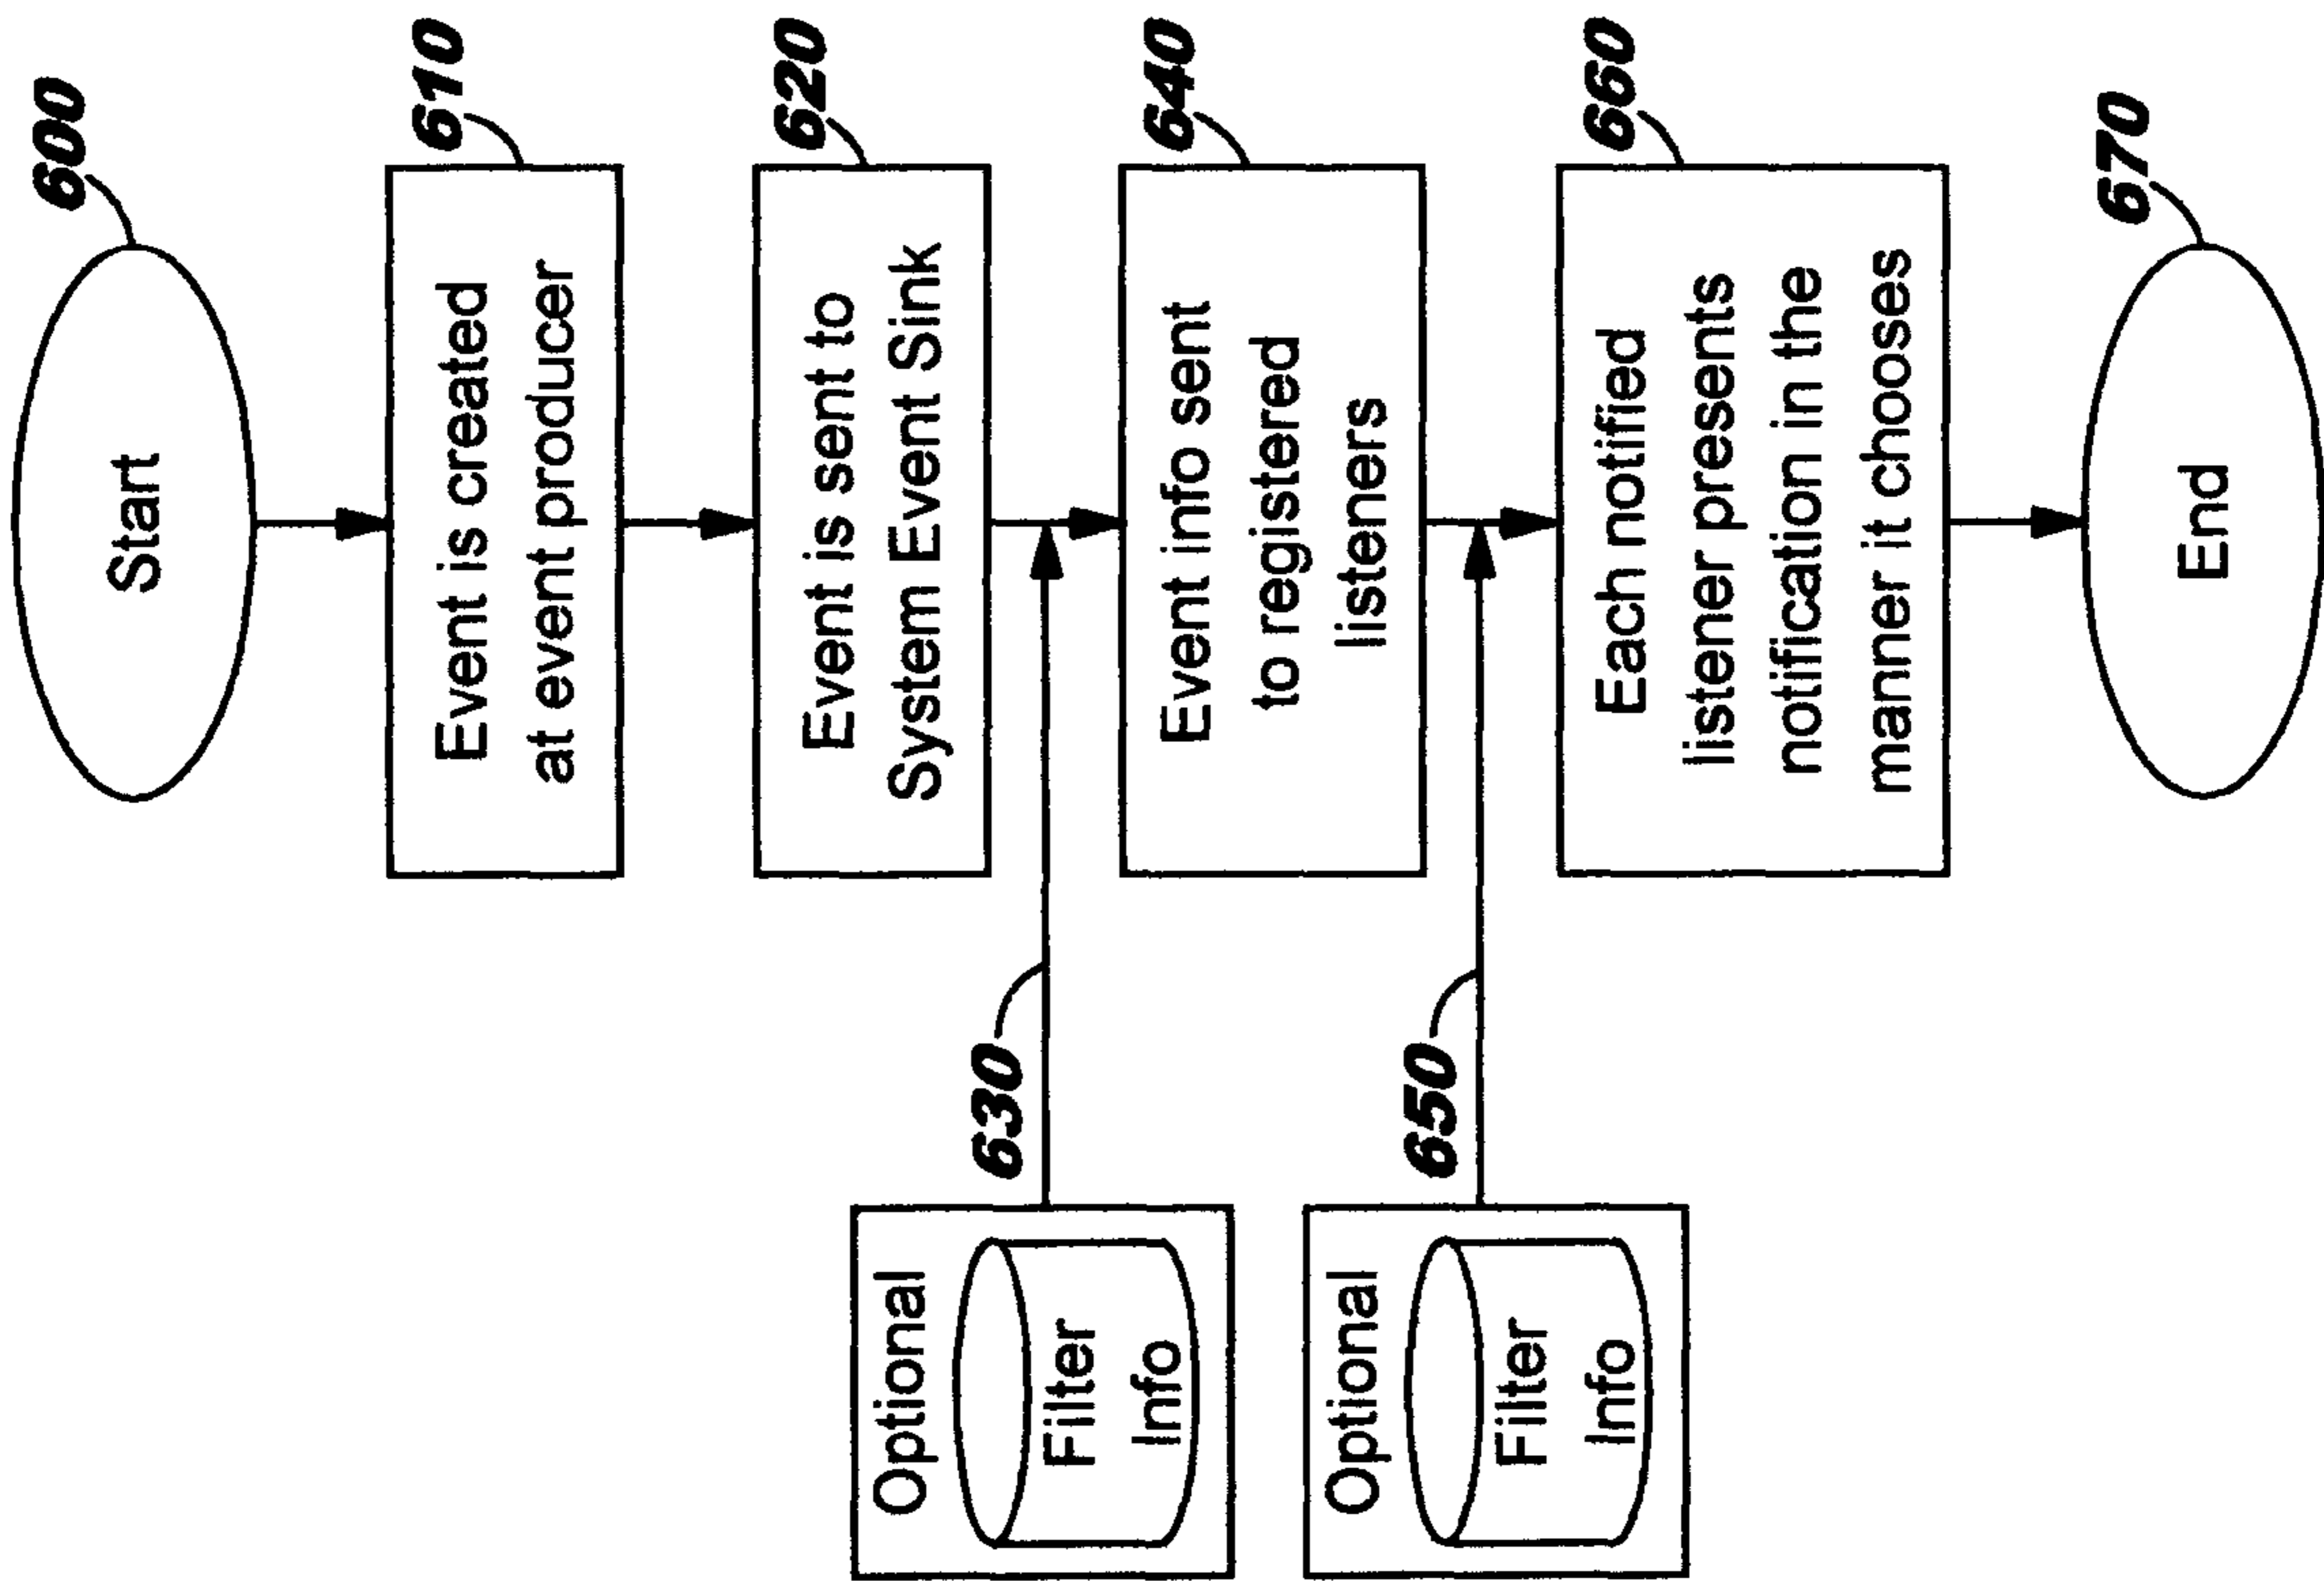 600
Start
610
Event is created
at event producer
620
Event is sent to
System Event Sink
630
Optional
Filter
Info
640
Event info sent
to registered
listeners
650
Optional
Filter
Info
660
Each notified
listener presents
notification in the
manner it chooses
670
End